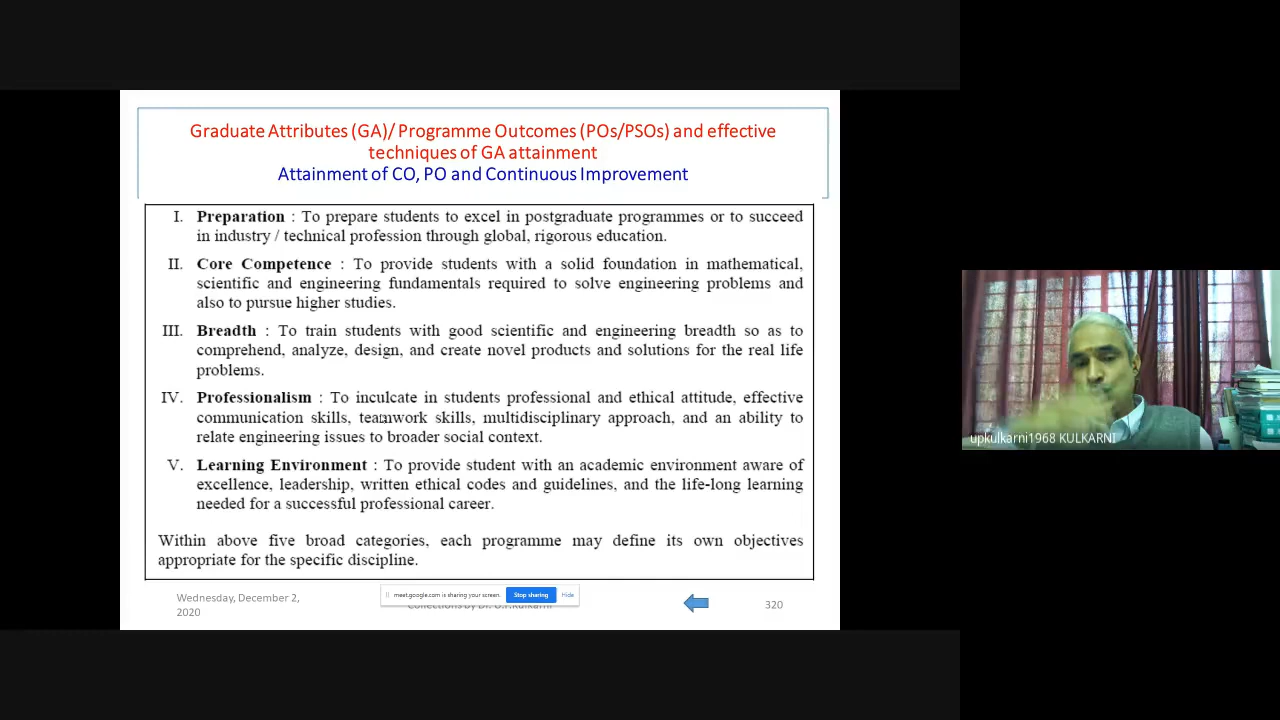 Graduate Attributes (GA)/ Programme Outcomes (POs/PSOs) and effective
techniques of GA attainment
Attainment of CO, PO and Continuous Improvement
I. Preparation : To prepare students to excel in postgraduate programmes or to succeed
in industry / technical profession through global, rigorous education.
II. Core Competence : To provide students with a solid foundation in mathematical,
scientific and engineering fundamentals required to solve engineering problems and
also to pursue higher studies.
III. Breadth : To train students with good scientific and engineering breadth so as to
comprehend, analyze, design, and create novel products and solutions for the real life
problems.
IV. Professionalism : To inculcate in students professional and ethical attitude, effective
communication skills, teamwork skills, multidisciplinary approach, and an ability to
relate engineering issues to broader social context.
V. Learning Environment : To provide student with an academic environment aware of
excellence, leadership, written ethical codes and guidelines, and the life-long learning
needed for a successful professional career.
Within above five broad categories, each programme may define its own objectives
appropriate for the specific discipline.
Wednesday, December 2,
2020
meet.google.com is sharing your screen. Stop sharing Hide
Collections by Dr. U.P.Kulkarni
320
upkulkarni1968 KULKARNI